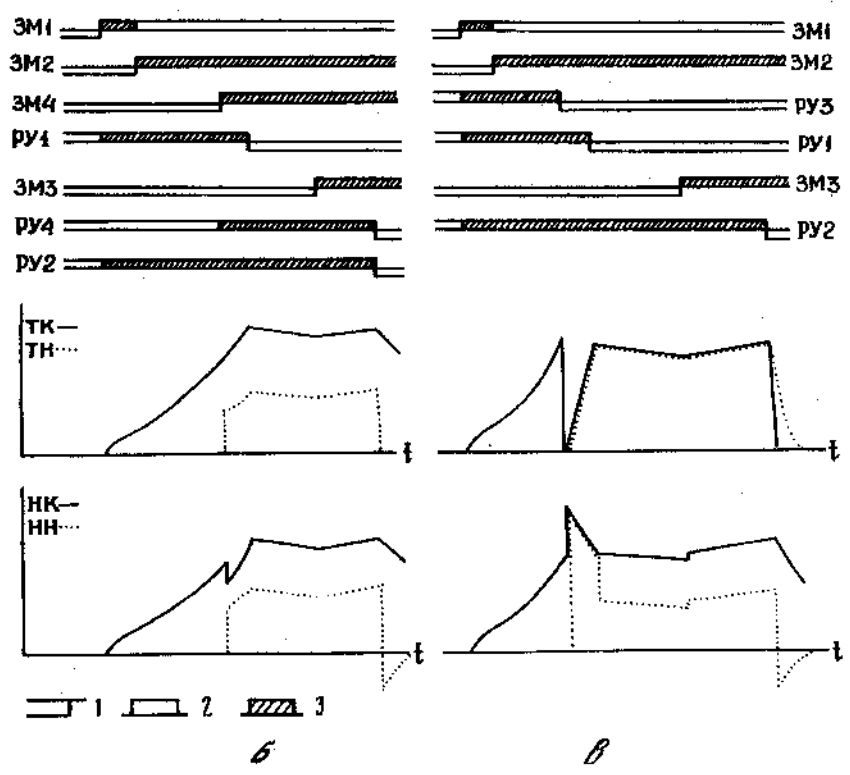 ЗМ1 ЗМ1
ЗМ2 ЗМ2
ЗМ4 РУ3
РУ1 РУ1
ЗМ3 ЗМ3
РУ4 РУ2
РУ2
ТК
ТН
t t
НК
НН
t t
1 2 3
б в